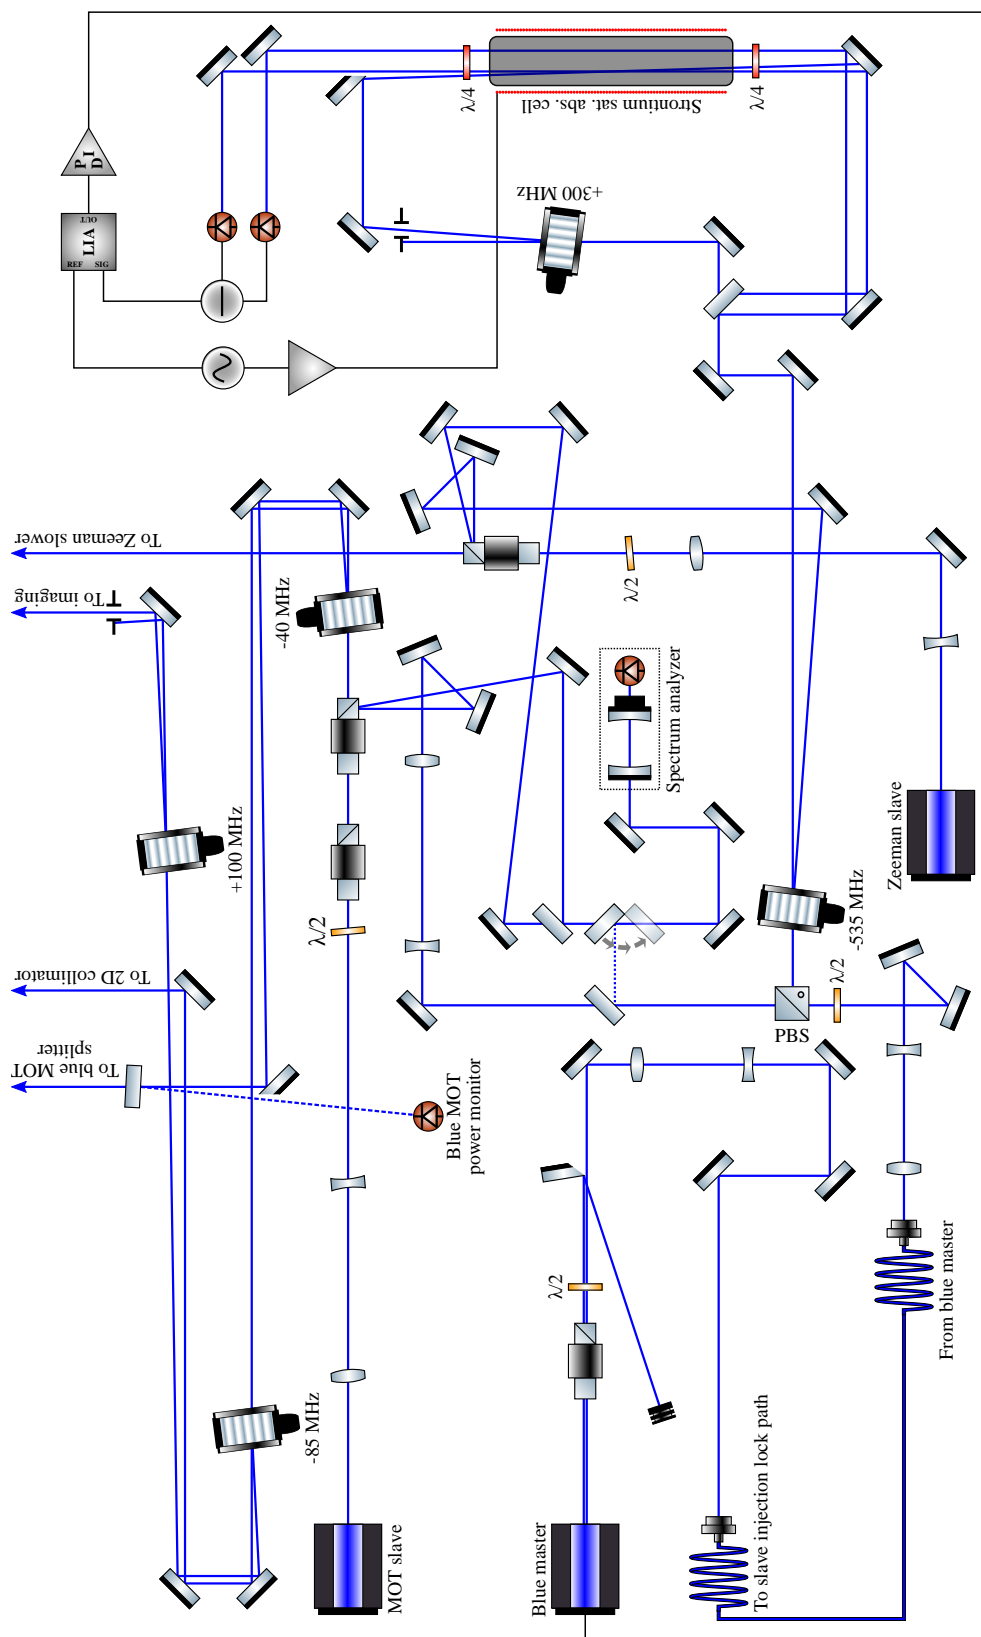 P I D
LIA
OUT
REF
SIG
λ/4
Strontium sat. abs. cell
λ/4
+300 MHz
To Zeeman slower
To imaging
-40 MHz
λ/2
Spectrum analyzer
+100 MHz
λ/2
Zeeman slave
-535 MHz
λ/2
PBS
To 2D collimator
To blue MOT
splitter
Blue MOT
power monitor
λ/2
From blue master
-85 MHz
MOT slave
Blue master
To slave injection lock path